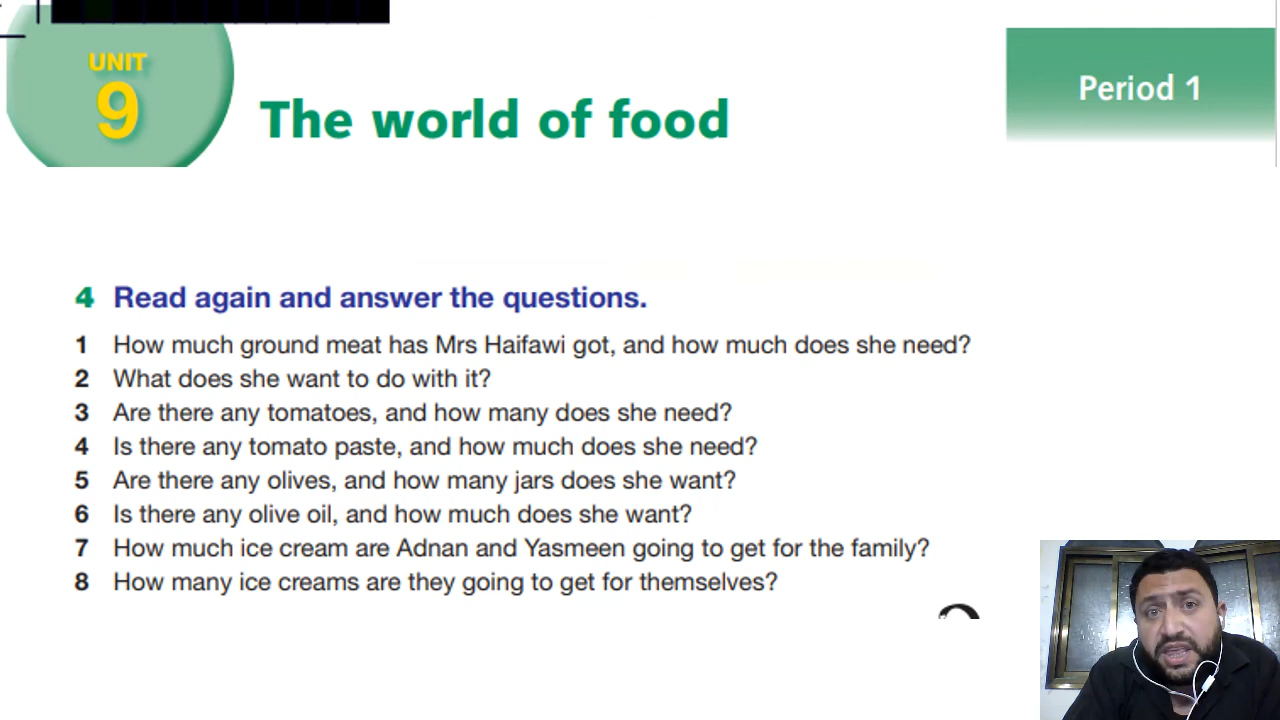 UNIT
9
The world of food
Period 1
4 Read again and answer the questions.
1 How much ground meat has Mrs Haifawi got, and how much does she need?
2 What does she want to do with it?
3 Are there any tomatoes, and how many does she need?
4 Is there any tomato paste, and how much does she need?
5 Are there any olives, and how many jars does she want?
6 Is there any olive oil, and how much does she want?
7 How much ice cream are Adnan and Yasmeen going to get for the family?
8 How many ice creams are they going to get for themselves?